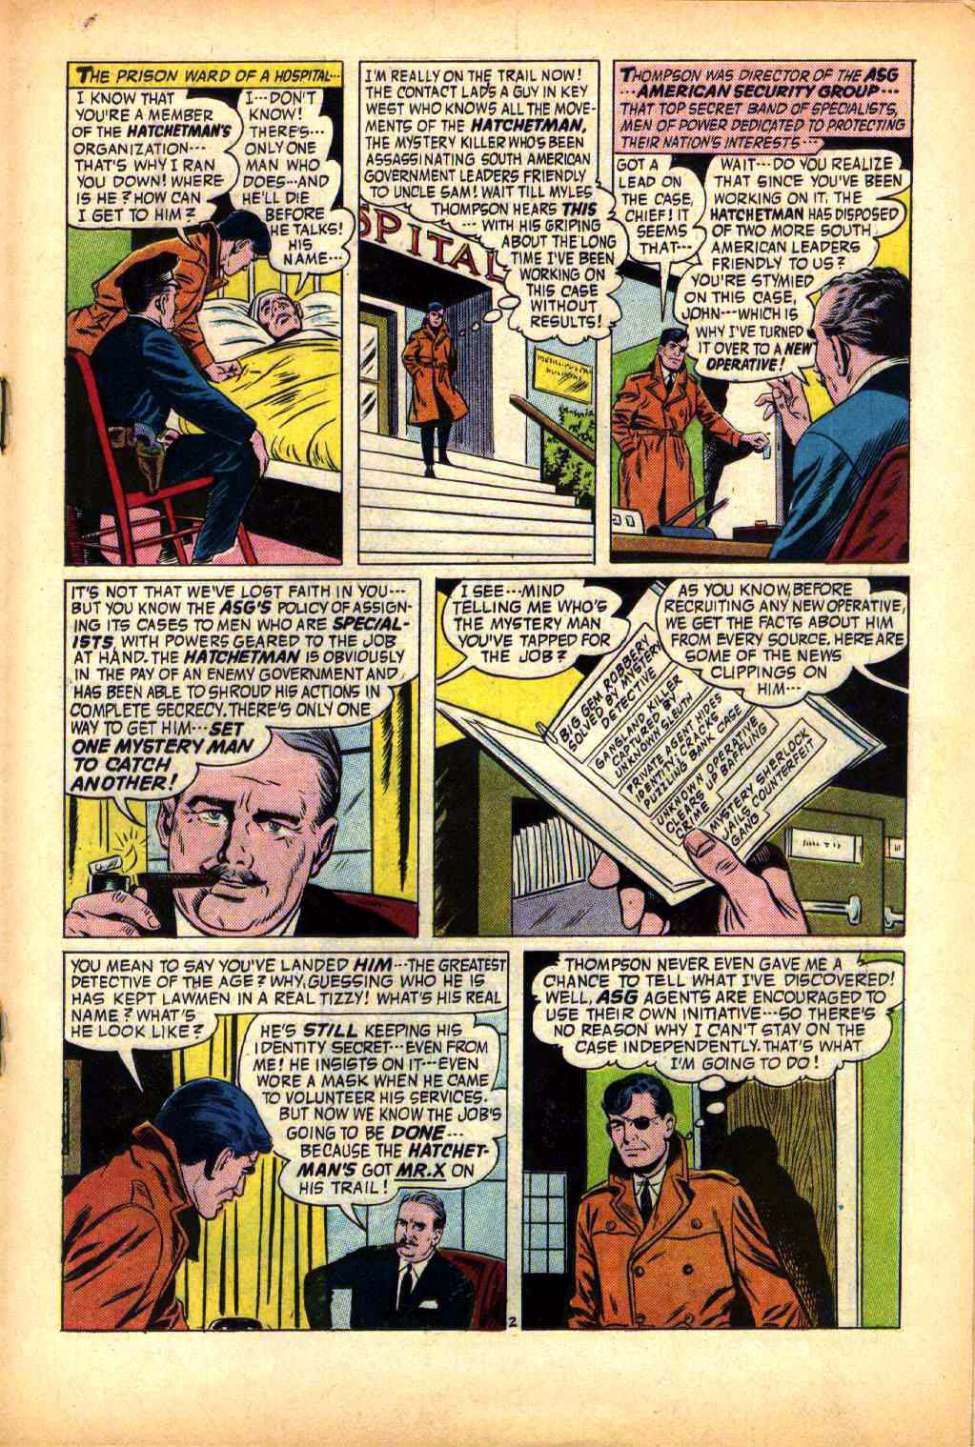 THE PRISON WARD OF A HOSPITAL---
I KNOW THAT
YOU'RE A MEMBER
OF THE HATCHETMAN'S
ORGANIZATION---
THAT'S WHY I RAN
YOU DOWN! WHERE
IS HE? HOW CAN
I GET TO HIM?
I---DON'T
KNOW!
THERE'S---
ONLY ONE
MAN WHO
DOES---AND
HE'LL DIE
BEFORE
HE TALKS!
HIS
NAME---
I'M REALLY ON THE TRAIL NOW!
THE CONTACT LAD'S A GUY IN KEY
WEST WHO KNOWS ALL THE MOVE-
MENTS OF THE HATCHETMAN,
THE MYSTERY KILLER WHO'S BEEN
ASSASSINATING SOUTH AMERICAN
GOVERNMENT LEADERS FRIENDLY
TO UNCLE SAM! WAIT TILL MYLES
THOMPSON HEARS THIS
---WITH HIS GRIPING
ABOUT THE LONG
TIME I'VE BEEN
WORKING ON
THIS CASE
WITHOUT
RESULTS!
SPITAL
THOMPSON WAS DIRECTOR OF THE ASG
---AMERICAN SECURITY GROUP---
THAT TOP SECRET BAND OF SPECIALISTS,
MEN OF POWER DEDICATED TO PROTECTING
THEIR NATION'S INTERESTS---
GOT A
LEAD ON
THE CASE,
CHIEF! IT
SEEMS
THAT---
WAIT---DO YOU REALIZE
THAT SINCE YOU'VE BEEN
WORKING ON IT, THE
HATCHETMAN HAS DISPOSED
OF TWO MORE SOUTH
AMERICAN LEADERS
FRIENDLY TO US?
YOU'RE STYMIED
ON THIS CASE,
JOHN---WHICH IS
WHY I'VE TURNED
IT OVER TO A NEW
OPERATIVE!
IT'S NOT THAT WE'VE LOST FAITH IN YOU---
BUT YOU KNOW THE ASG'S POLICY OF ASSIGN-
ING ITS CASES TO MEN WHO ARE SPECIAL-
ISTS, WITH POWERS GEARED TO THE JOB
AT HAND. THE HATCHETMAN IS OBVIOUSLY
IN THE PAY OF AN ENEMY GOVERNMENT AND
HAS BEEN ABLE TO SHROUD HIS ACTIONS IN
COMPLETE SECRECY. THERE'S ONLY ONE
WAY TO GET HIM---SET
ONE MYSTERY MAN
TO CATCH
ANOTHER!
I SEE---MIND
TELLING ME WHO'S
THE MYSTERY MAN
YOU'VE TAPPED FOR
THE JOB?
AS YOU KNOW, BEFORE
RECRUITING ANY NEW OPERATIVE,
WE GET THE FACTS ABOUT HIM
FROM EVERY SOURCE. HERE ARE
SOME OF THE NEWS
CLIPPINGS ON
HIM---
BIG GEM ROBBERY
SOLVED BY MYSTERY
DETECTIVE
GANGLAND KILLER
CAPTURED BY
UNKNOWN SLEUTH
PRIVATE AGENT HIDES
IDENTITY, CRACKS
PUZZLING BANK CASE
UNKNOWN OPERATIVE
CLEARS UP BAFFLING
CRIME
MYSTERY SHERLOCK
JAILS COUNTERFEIT
GANG
YOU MEAN TO SAY YOU'VE LANDED HIM---THE GREATEST
DETECTIVE OF THE AGE? WHY, GUESSING WHO HE IS
HAS KEPT LAWMEN IN A REAL TIZZY! WHAT'S HIS REAL
NAME? WHAT'S
HE LOOK LIKE?
HE'S STILL KEEPING HIS
IDENTITY SECRET---EVEN FROM
ME! HE INSISTS ON IT---EVEN
WORE A MASK WHEN HE CAME
TO VOLUNTEER HIS SERVICES.
BUT NOW WE KNOW THE JOB'S
GOING TO BE DONE---
BECAUSE THE HATCHET-
MAN'S GOT MR. X ON
HIS TRAIL!
THOMPSON NEVER EVEN GAVE ME A
CHANCE TO TELL WHAT I'VE DISCOVERED!
WELL, ASG AGENTS ARE ENCOURAGED TO
USE THEIR OWN INITIATIVE---SO THERE'S
NO REASON WHY I CAN'T STAY ON THE
CASE INDEPENDENTLY. THAT'S WHAT
I'M GOING TO DO!
2